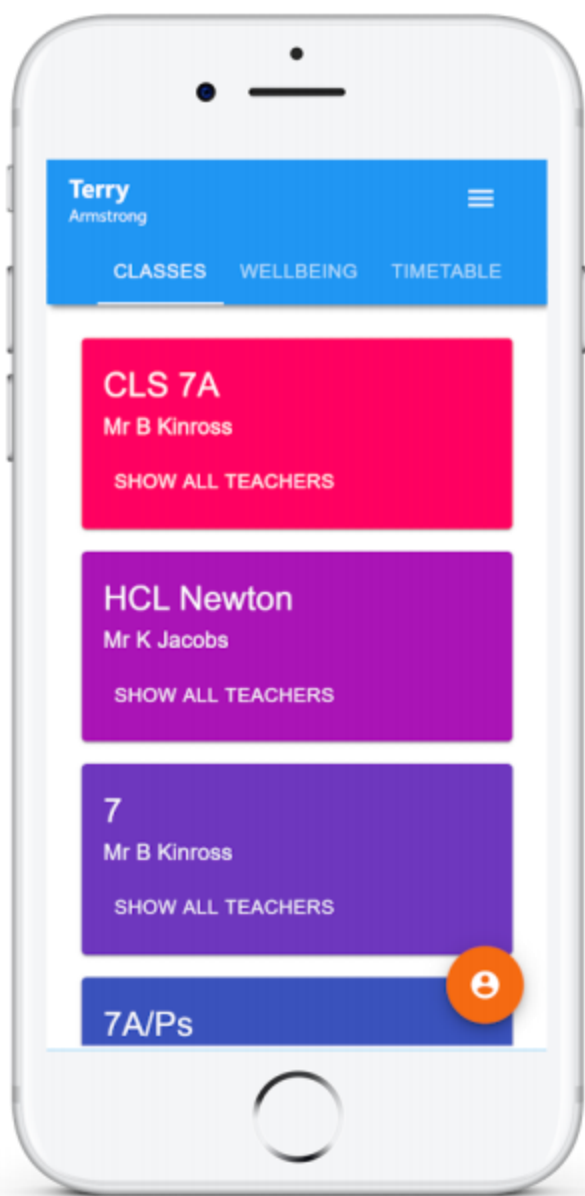 Terry
Armstrong
CLASSES WELLBEING TIMETABLE
CLS 7A
Mr B Kinross
SHOW ALL TEACHERS
HCL Newton
Mr K Jacobs
SHOW ALL TEACHERS
7
Mr B Kinross
SHOW ALL TEACHERS
7A/Ps